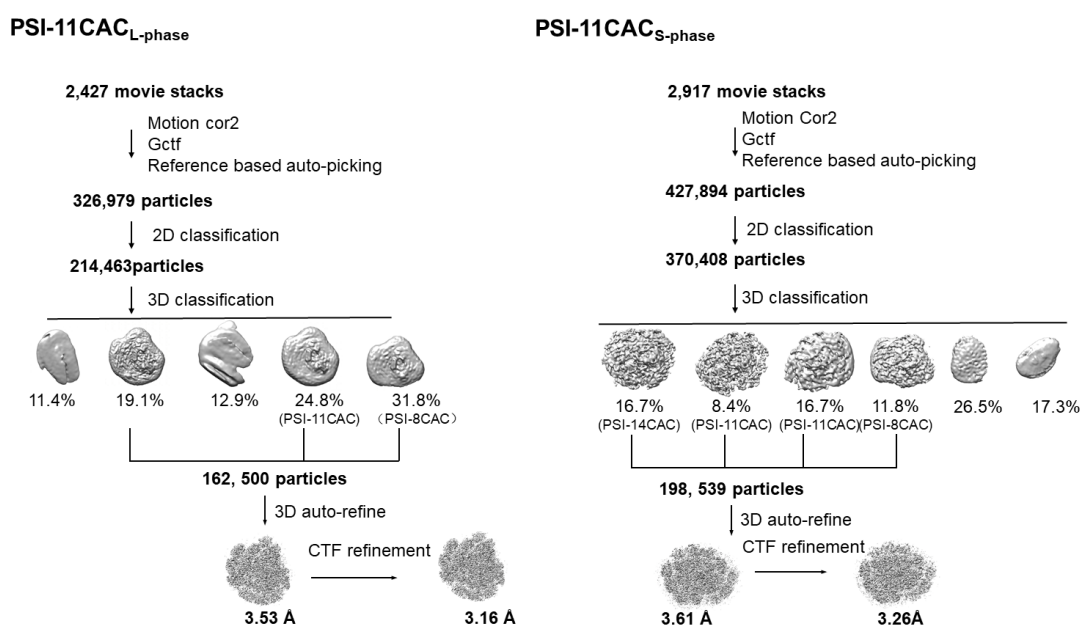 PSI-11CAC L-phase
2,427 movie stacks
Motion cor2
Gctf
Reference based auto-picking
326,979 particles
2D classification
214,463particles
3D classification
11.4% 19.1% 12.9% 24.8% 31.8%
(PSI-11CAC) (PSI-8CAC)
162, 500 particles
3D auto-refine
CTF refinement
3.53 Å 3.16 Å
PSI-11CAC S-phase
2,917 movie stacks
Motion Cor2
Gctf
Reference based auto-picking
427,894 particles
2D classification
370,408 particles
3D classification
16.7% 8.4% 16.7% 11.8% 26.5% 17.3%
(PSI-14CAC) (PSI-11CAC) (PSI-11CAC)(PSI-8CAC)
198, 539 particles
3D auto-refine
CTF refinement
3.61 Å 3.26Å